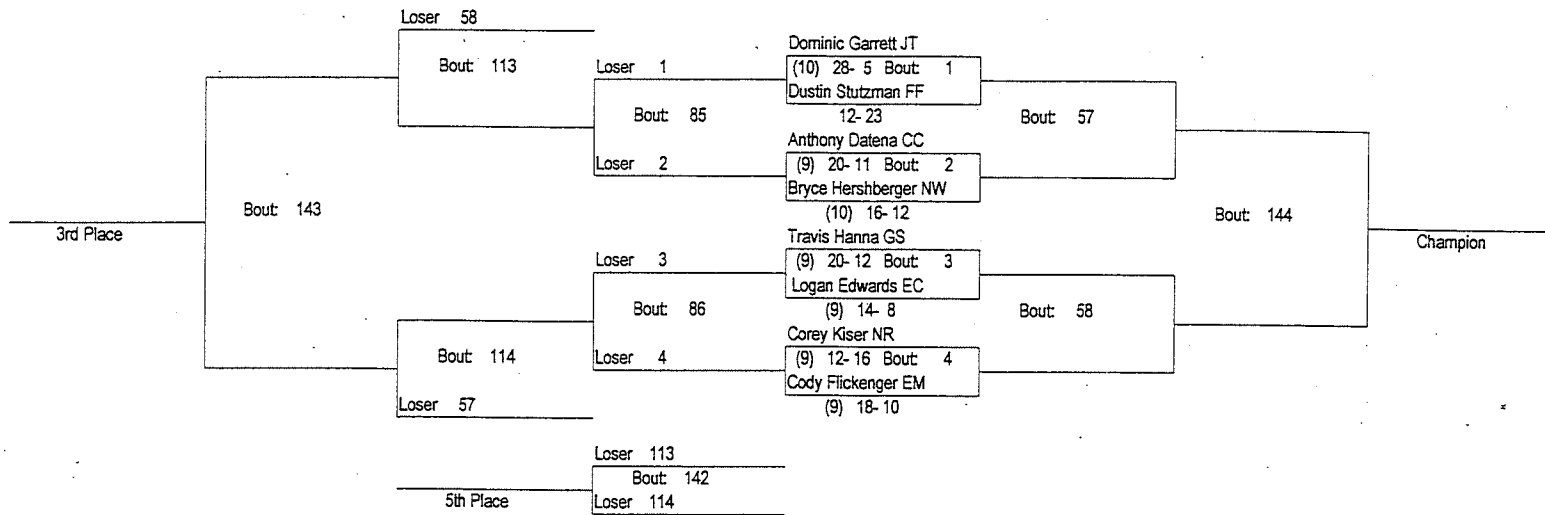 Loser 58
Bout: 113
Loser 1
Bout: 85
Loser 2
Dominic Garrett JT
(10) 28- 5 Bout: 1
Dustin Stutzman FF
12- 23
Bout: 57
Anthony Datena CC
(9) 20- 11 Bout: 2
Bryce Hershberger NW
(10) 16- 12
Bout: 143
3rd Place
Bout: 144
Champion
Loser 3
Bout: 86
Loser 4
Travis Hanna GS
(9) 20- 12 Bout: 3
Logan Edwards EC
(9) 14- 8
Bout: 58
Corey Kiser NR
(9) 12- 16 Bout: 4
Cody Flickenger EM
(9) 18- 10
Bout: 114
Loser 57
Loser 113
Bout: 142
5th Place
Loser 114